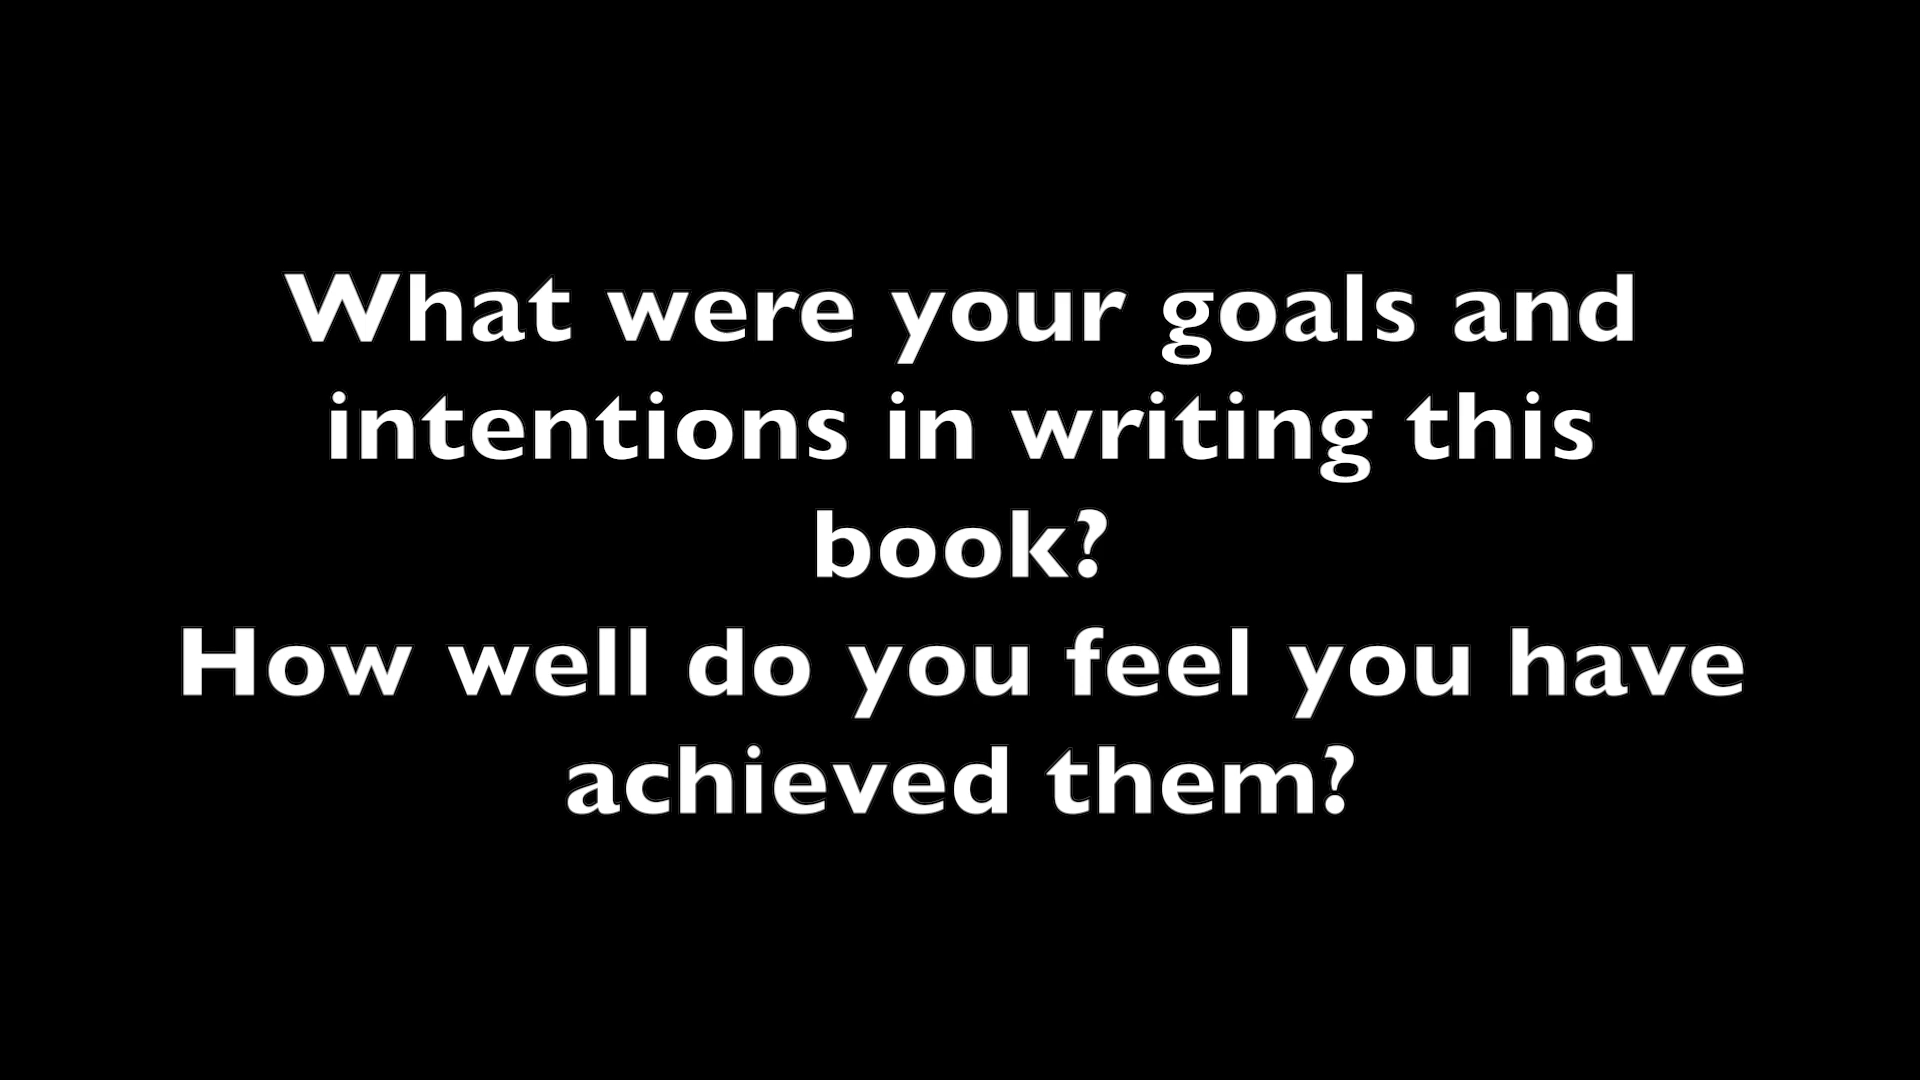 What were your goals and
intentions in writing this
book?
How well do you feel you have
achieved them?